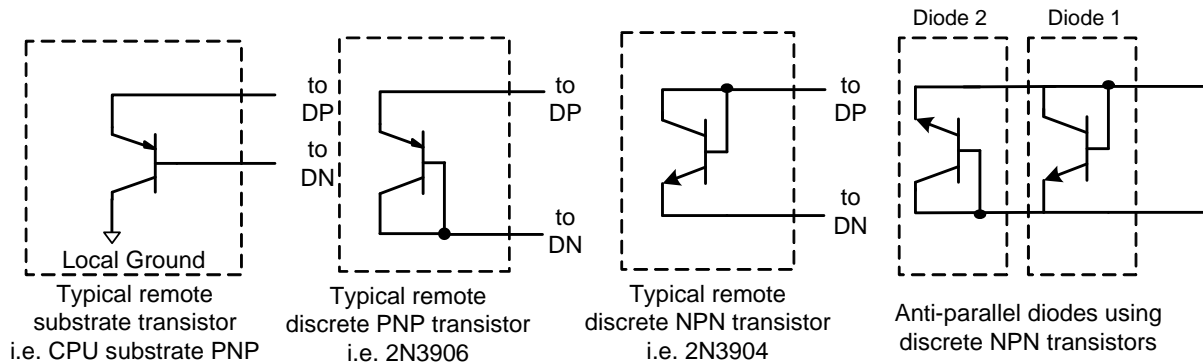 Diode 2
Diode 1
to
DP
to
DN
Local Ground
Typical remote
substrate transistor
i.e. CPU substrate PNP
to
DP
to
DN
Typical remote
discrete PNP transistor
i.e. 2N3906
to
DP
to
DN
Typical remote
discrete NPN transistor
i.e. 2N3904
Anti-parallel diodes using
discrete NPN transistors